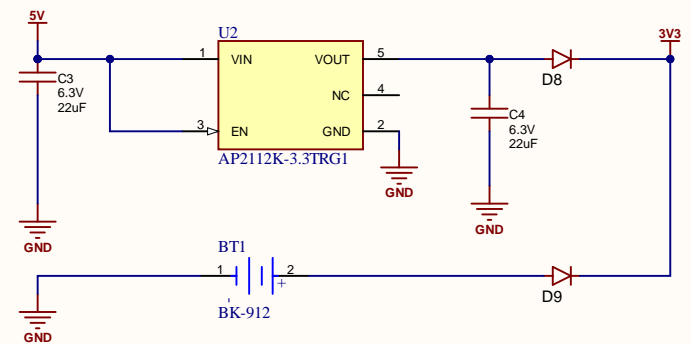 5V
U2
3V3
1
VIN
VOUT
5
D8
C3
6.3V
22uF
NC
4
C4
6.3V
22uF
3
EN
GND
2
AP2112K-3.3TRG1
GND
GND
GND
BT1
1
2
+
D9
BK-912
GND